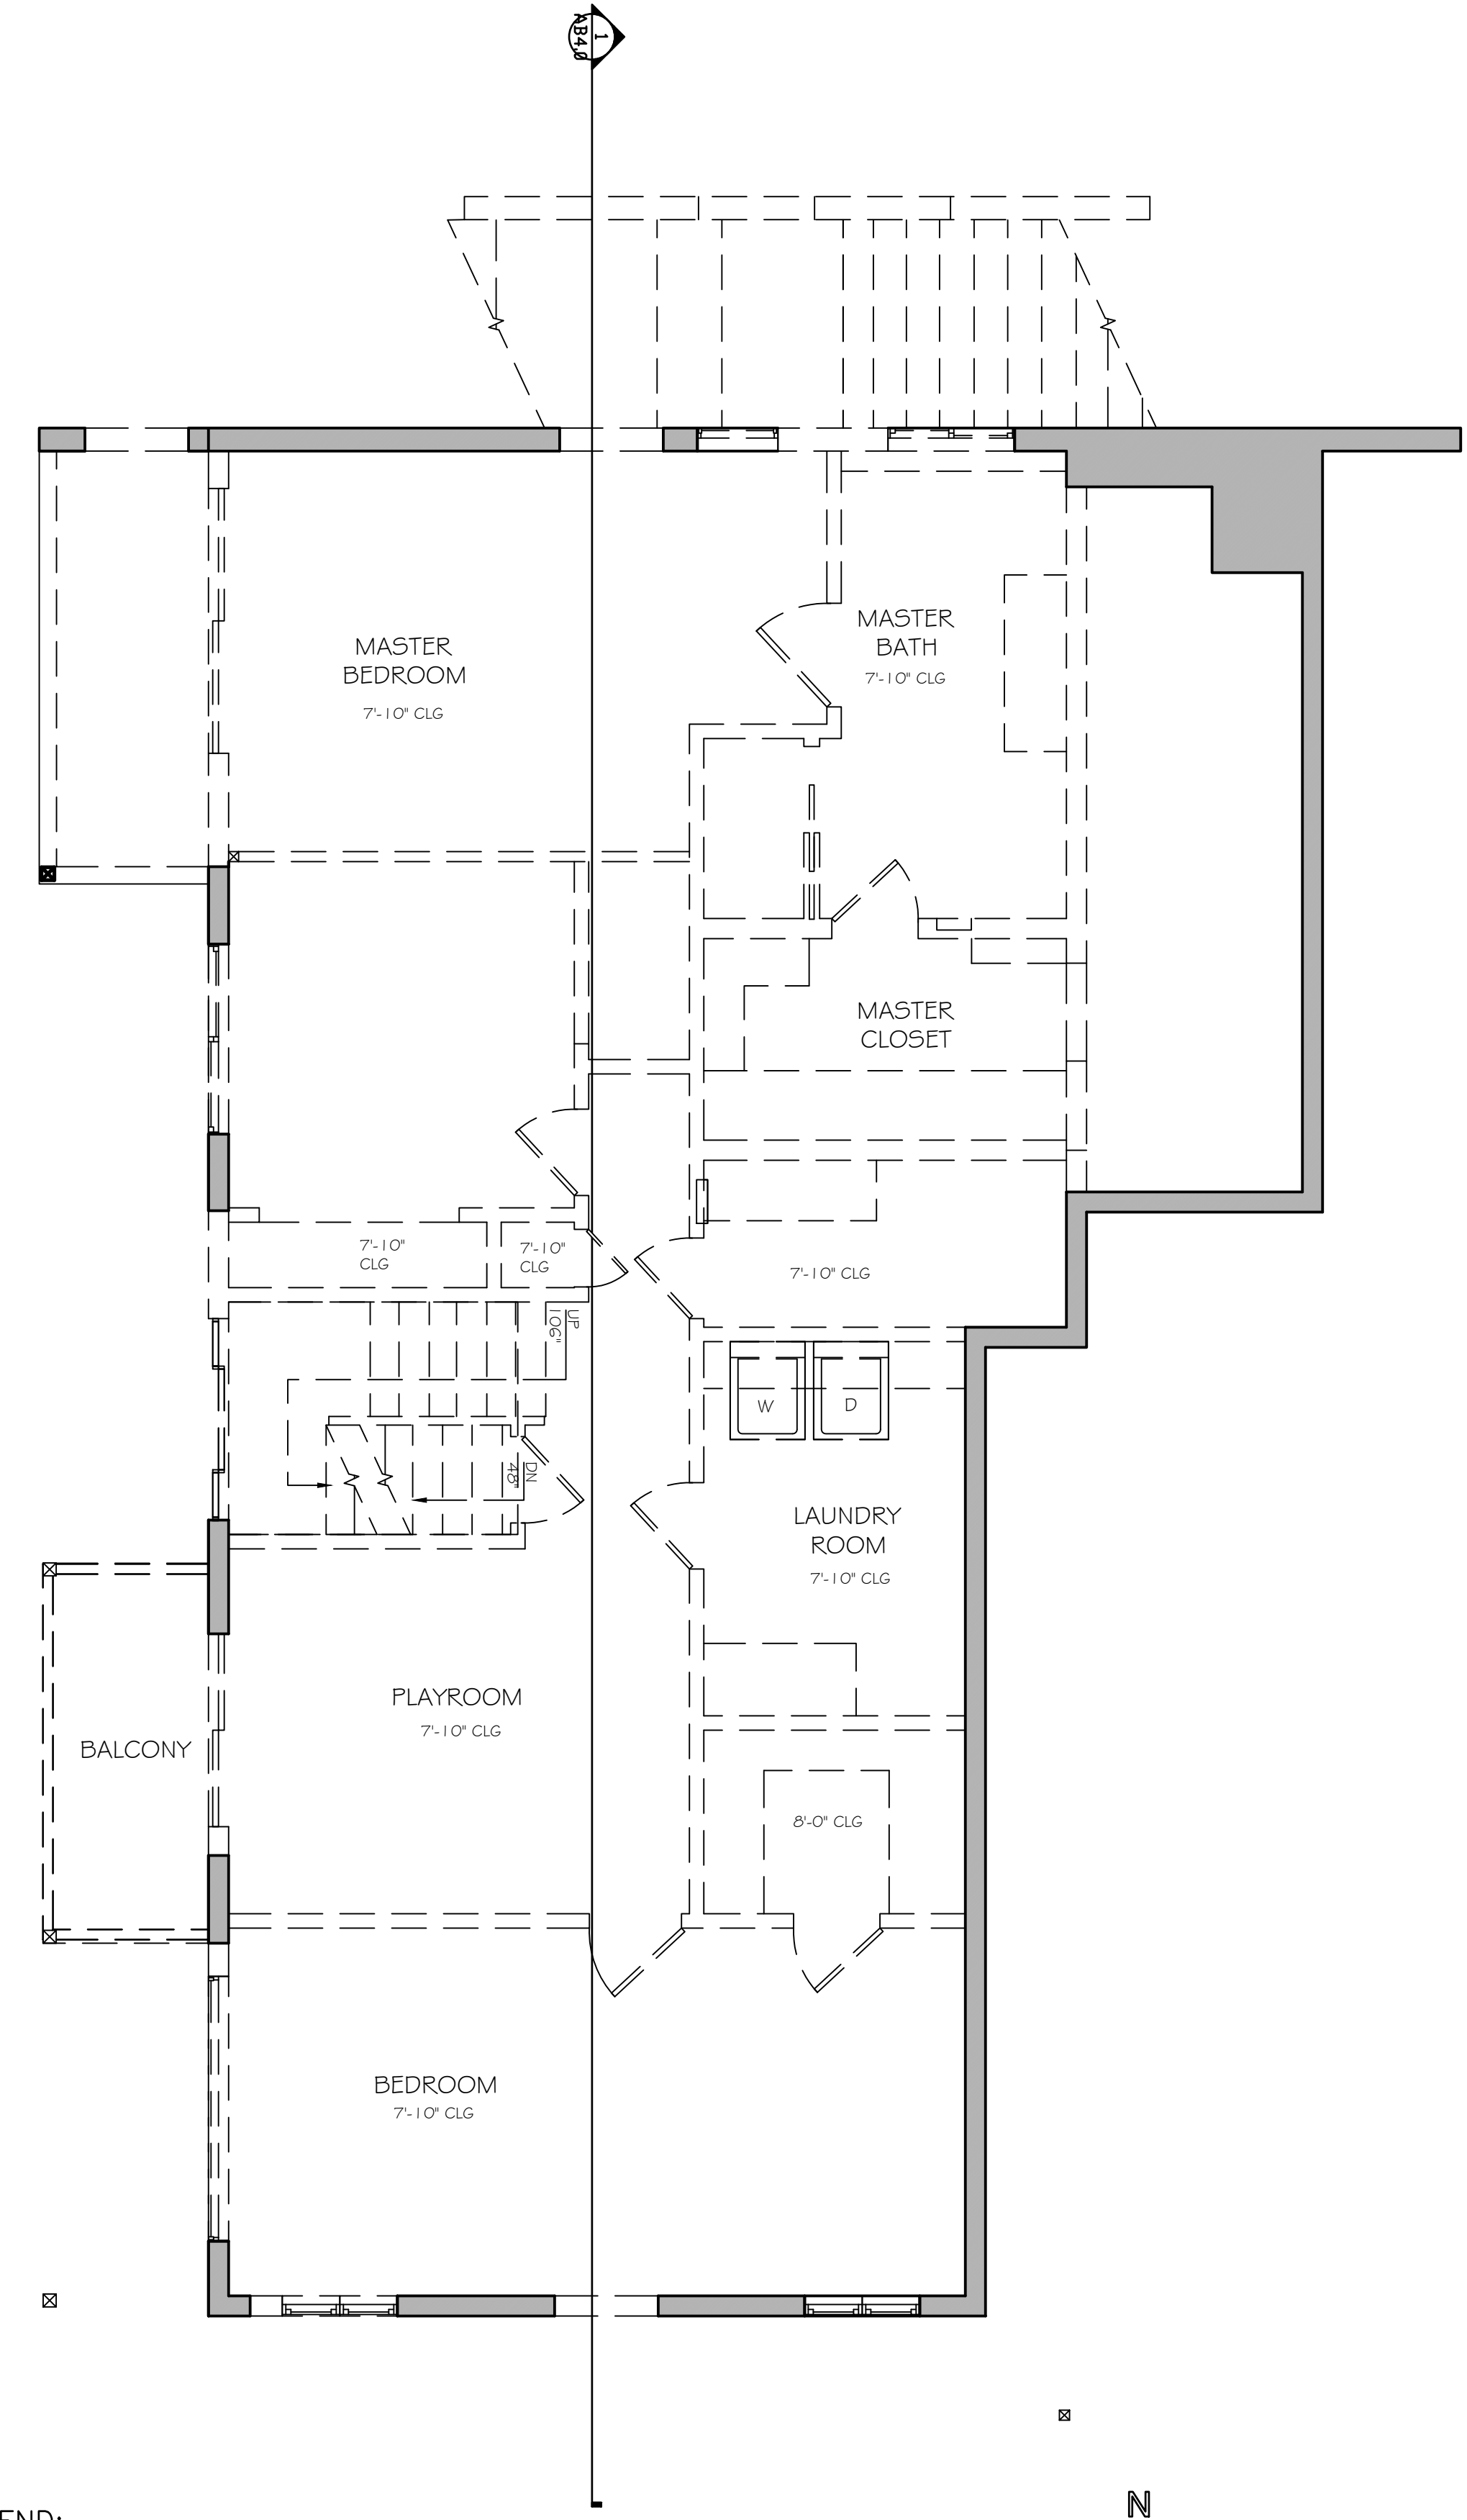 1
AB4.0
MASTER
BATH
7'-10" CLG
MASTER
BEDROOM
7'-10" CLG
MASTER
CLOSET
7'-10"
CLG
7'-10"
CLG
7'-10" CLG
UP
106"
W
D
DN
48"
LAUNDRY
ROOM
7'-10" CLG
PLAYROOM
7'-10" CLG
BALCONY
8'-0" CLG
BEDROOM
7'-10" CLG
N
END: